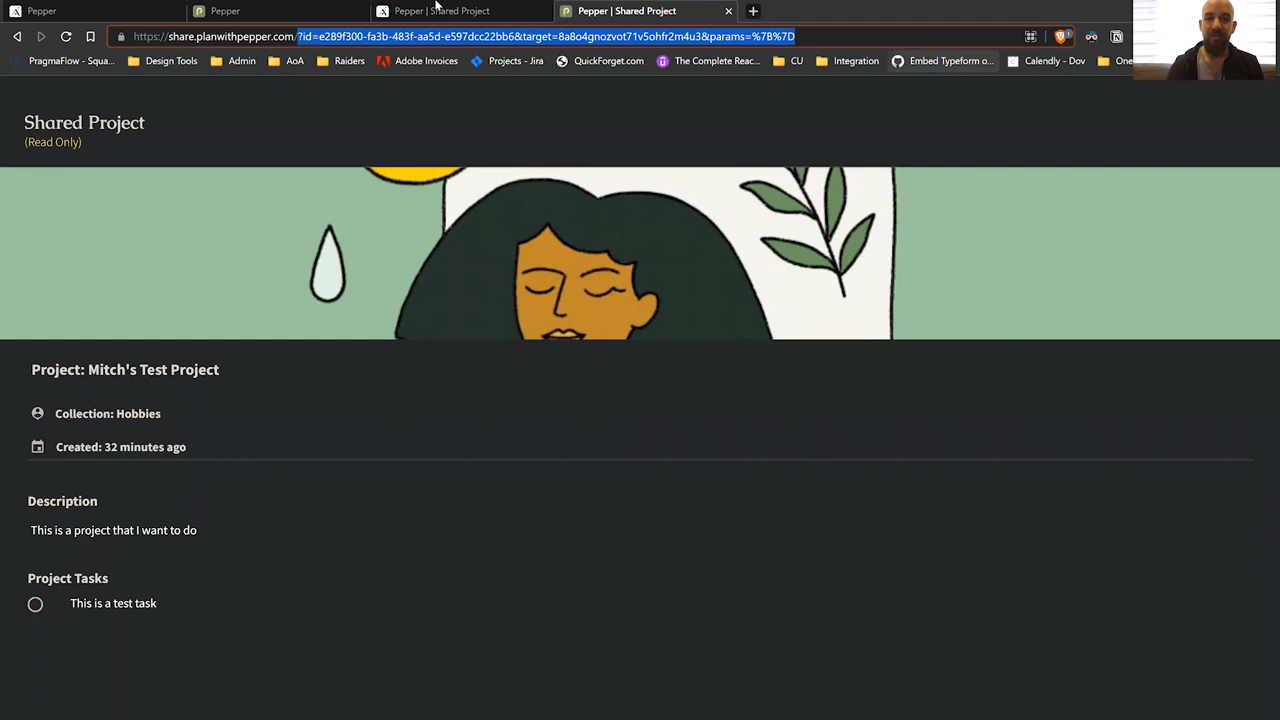 Pepper
Pepper
Pepper | Shared Project
Pepper | Shared Project
https://share.planwithpepper.com/?id=e289f300-fa3b-483f-aa5d-e597dcc22bb6&target=8a8o4gnozvot71v5ohfr2m4u3&params=%7B%7D
PragmaFlow - Squa...
Design Tools
Admin
AoA
Raiders
Adobe Invoices
Projects - Jira
QuickForget.com
The Complete Reac...
CU
Integration
Embed Typeform o...
Calendly - Dov
One
Shared Project
(Read Only)
Project: Mitch's Test Project
Collection: Hobbies
Created: 32 minutes ago
Description
This is a project that I want to do
Project Tasks
This is a test task